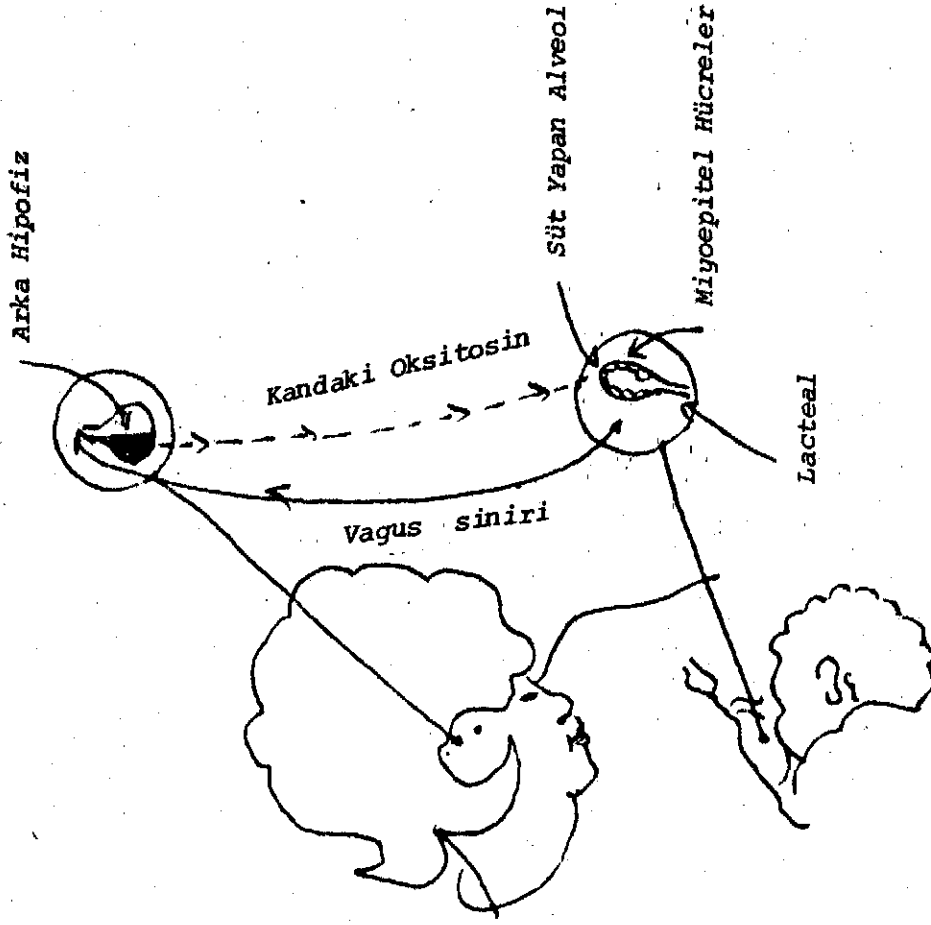 Arka Hipofiz
Kandaki Oksitosin
Vagus siniri
Süt Yapan Alveol
Miyoepitel Hücreler
Lacteal